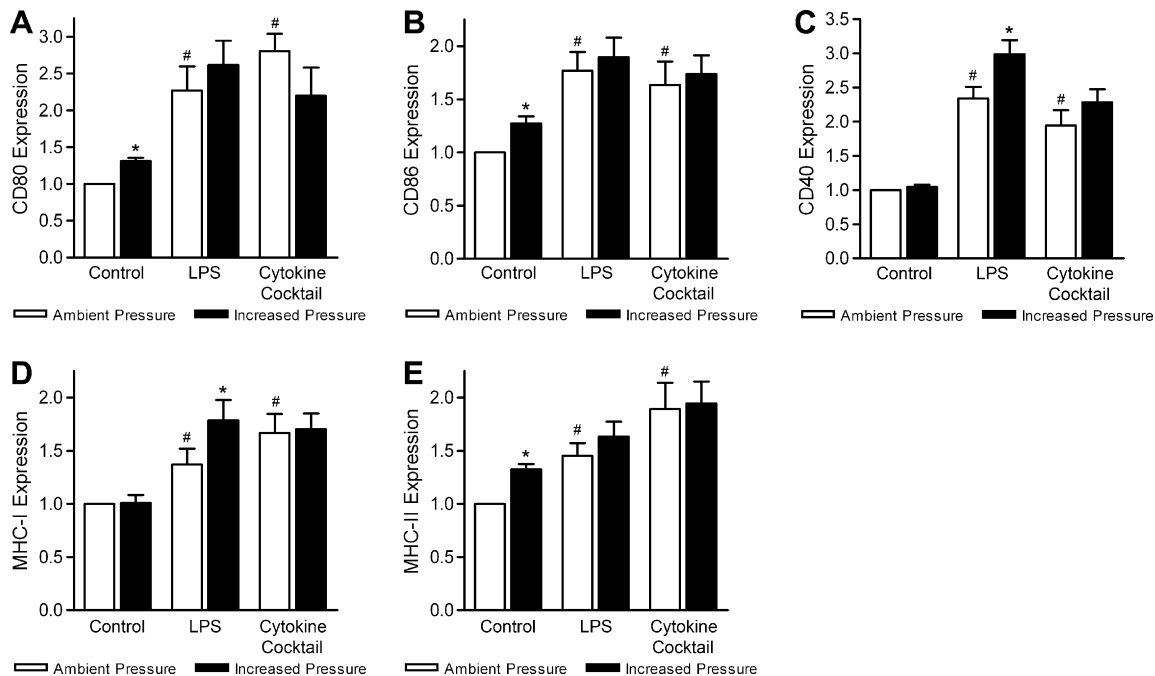 A
CD80 Expression
3.0
2.5
2.0
1.5
1.0
0.5
0.0
*
#
#
Control LPS Cytokine
Cocktail
Ambient Pressure Increased Pressure
B
CD86 Expression
2.0
1.5
1.0
0.5
0.0
*
#
#
Control LPS Cytokine
Cocktail
Ambient Pressure Increased Pressure
C
CD40 Expression
3.5
3.0
2.5
2.0
1.5
1.0
0.5
0.0
#
*
#
Control LPS Cytokine
Cocktail
Ambient Pressure Increased Pressure
D
MHC-I Expression
2.0
1.5
1.0
0.5
0.0
#
*
#
Control LPS Cytokine
Cocktail
Ambient Pressure Increased Pressure
E
MHC-II Expression
2.0
1.5
1.0
0.5
0.0
*
#
#
Control LPS Cytokine
Cocktail
Ambient Pressure Increased Pressure